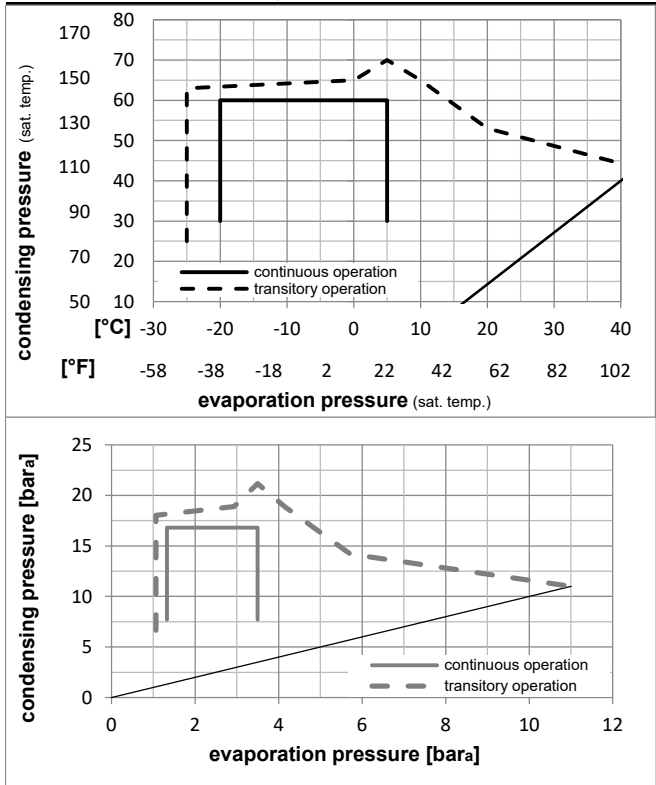 170 80
150 70
60
130 50
110 40
90 30
70 20
50 10
condensing pressure (sat. temp.)
continuous operation
transitory operation
[°C] -30 -20 -10 0 10 20 30 40
[°F] -58 -38 -18 2 22 42 62 82 102
evaporation pressure (sat. temp.)
25
20
15
10
5
0
condensing pressure [bara]
continuous operation
transitory operation
0 2 4 6 8 10 12
evaporation pressure [bara]